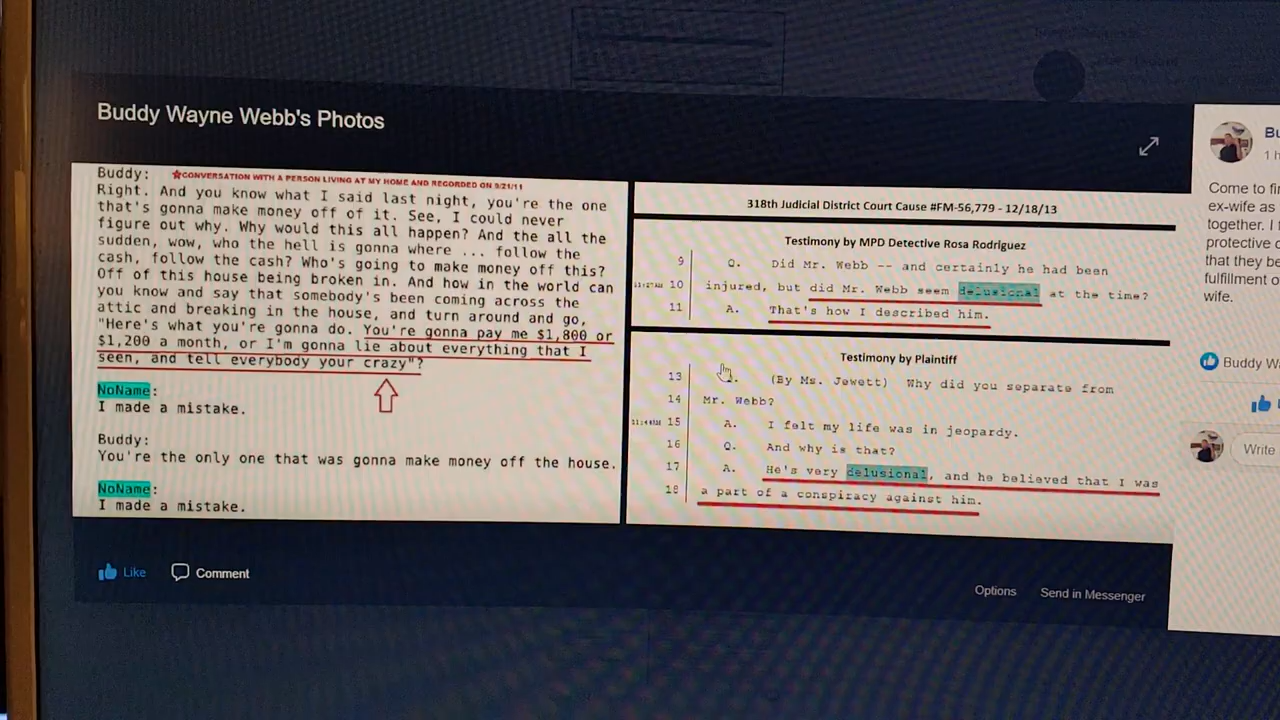 Buddy Wayne Webb's Photos
Buddy: ★CONVERSATION WITH A PERSON LIVING AT MY HOME AND RECORDED ON 9/21/11
Right. And you know what I said last night, you're the one
that's gonna make money off of it. See, I could never
figure out why. Why would this all happen? And the all the
sudden, wow, who the hell is gonna where ... follow the
cash, follow the cash? Who's going to make money off this?
Off of this house being broken in. And how in the world can
you know and say that somebody's been coming across the
attic and breaking in the house, and turn around and go,
"Here's what you're gonna do. You're gonna pay me $1,800 or
$1,200 a month, or I'm gonna lie about everything that I
seen, and tell everybody your crazy"?
NoName:
I made a mistake.
Buddy:
You're the only one that was gonna make money off the house.
NoName:
I made a mistake.
318th Judicial District Court Cause #FM-56,779 - 12/18/13
Testimony by MPD Detective Rosa Rodriguez
9 Q. Did Mr. Webb -- and certainly he had been
10 injured, but did Mr. Webb seem delusional at the time?
11 A. That's how I described him.
Testimony by Plaintiff
13 (By Ms. Jewett) Why did you separate from
14 Mr. Webb?
15 A. I felt my life was in jeopardy.
16 Q. And why is that?
17 A. He's very delusional, and he believed that I was
18 a part of a conspiracy against him.
Like
Comment
Options
Send in Messenger
Bu
1 h
Come to fi
ex-wife as
together. I
protective o
that they be
fulfillment o
wife.
Buddy Wa
Write